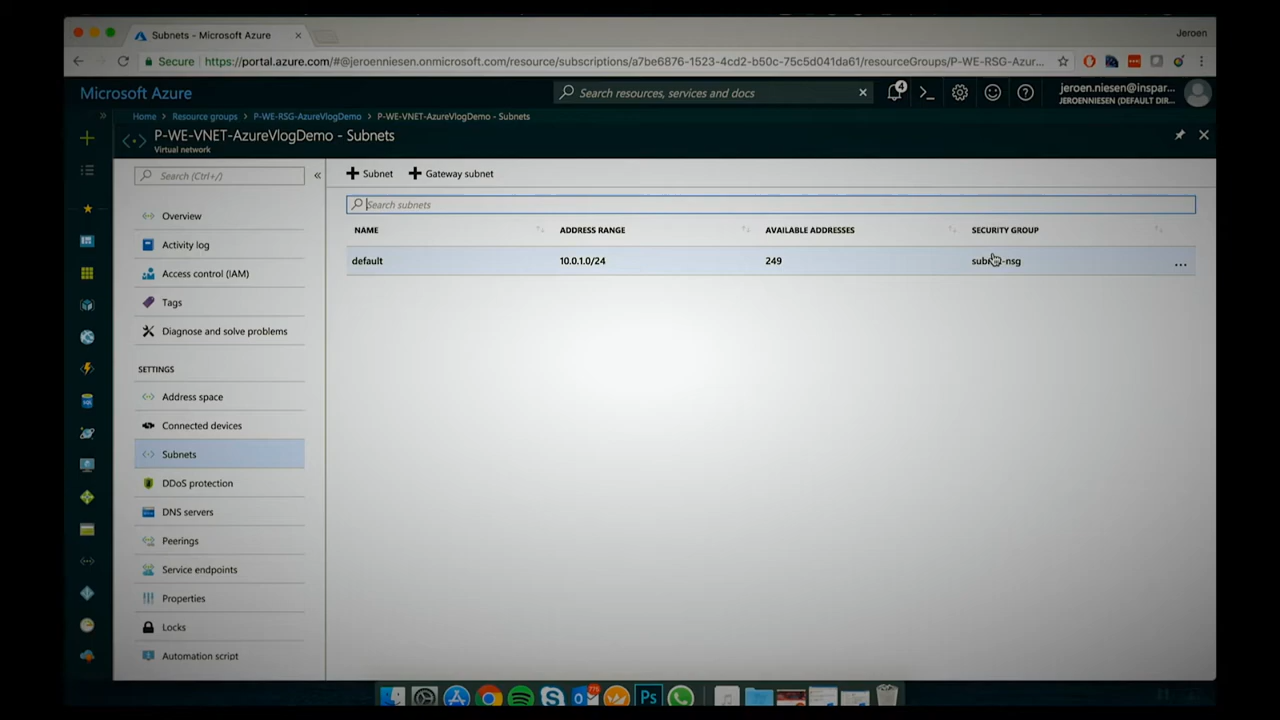 Subnets - Microsoft Azure
Jeroen
Secure
https://portal.azure.com/#@jeroenniesen.onmicrosoft.com/resource/subscriptions/a7be6876-1523-4cd2-b50c-75c5d041da61/resourceGroups/P-WE-RSG-Azur...
Microsoft Azure
Search resources, services and docs
4
jeroen.niesen@inspar...
JEROENNIESEN (DEFAULT DIR...
Home > Resource groups > P-WE-RSG-AzureVlogDemo > P-WE-VNET-AzureVlogDemo - Subnets
P-WE-VNET-AzureVlogDemo - Subnets
Virtual network
Search (Ctrl+/)
Overview
Activity log
Access control (IAM)
Tags
Diagnose and solve problems
SETTINGS
Address space
Connected devices
Subnets
DDoS protection
DNS servers
Peerings
Service endpoints
Properties
Locks
Automation script
+ Subnet
+ Gateway subnet
Search subnets
NAME ADDRESS RANGE AVAILABLE ADDRESSES SECURITY GROUP
default 10.0.1.0/24 249
Ps